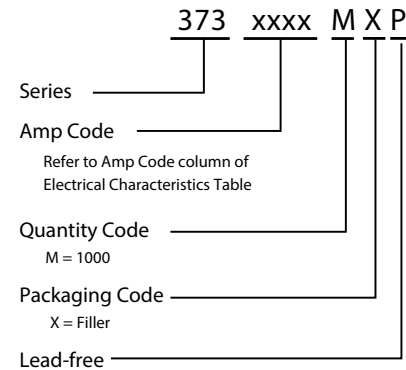 373 xxxx M X P
Series
Amp Code
Refer to Amp Code column of
Electrical Characteristics Table
Quantity Code
M = 1000
Packaging Code
X = Filler
Lead-free